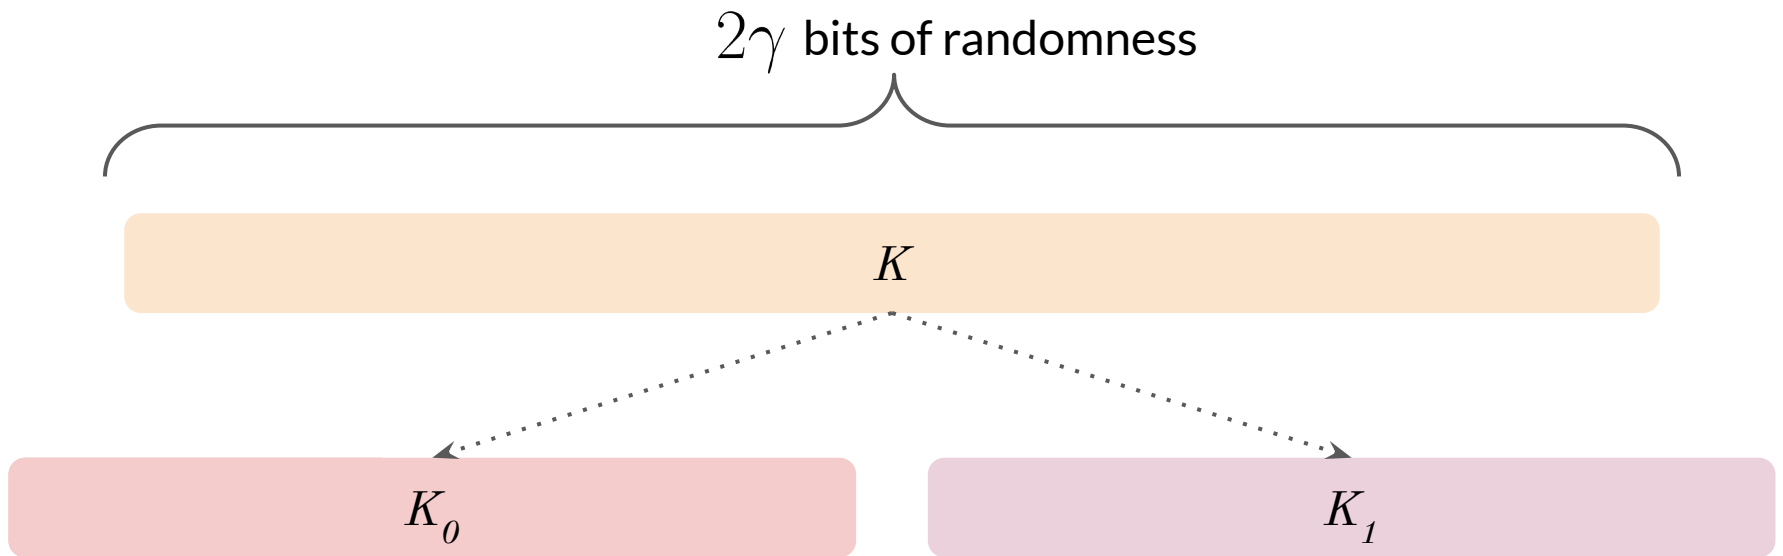 2γ bits of randomness
K
K₀
K₁